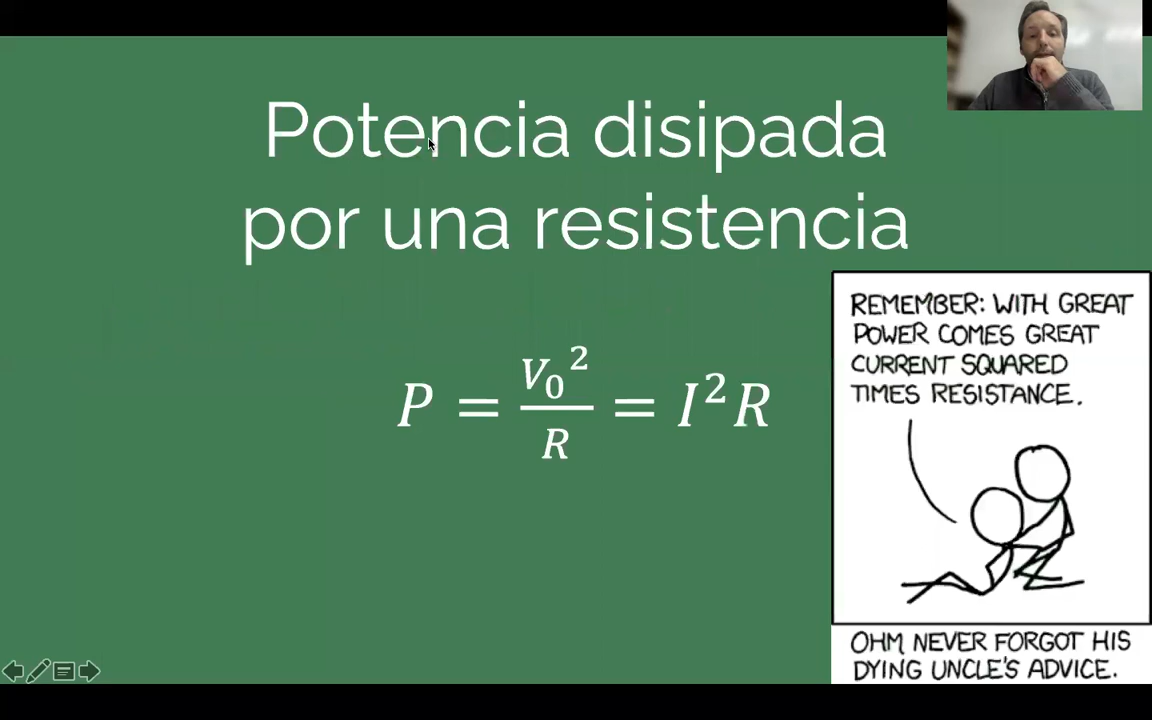 Potencia disipada
por una resistencia
P = V₀²/R = I²R
REMEMBER: WITH GREAT
POWER COMES GREAT
CURRENT SQUARED
TIMES RESISTANCE.
OHM NEVER FORGOT HIS
DYING UNCLE'S ADVICE.